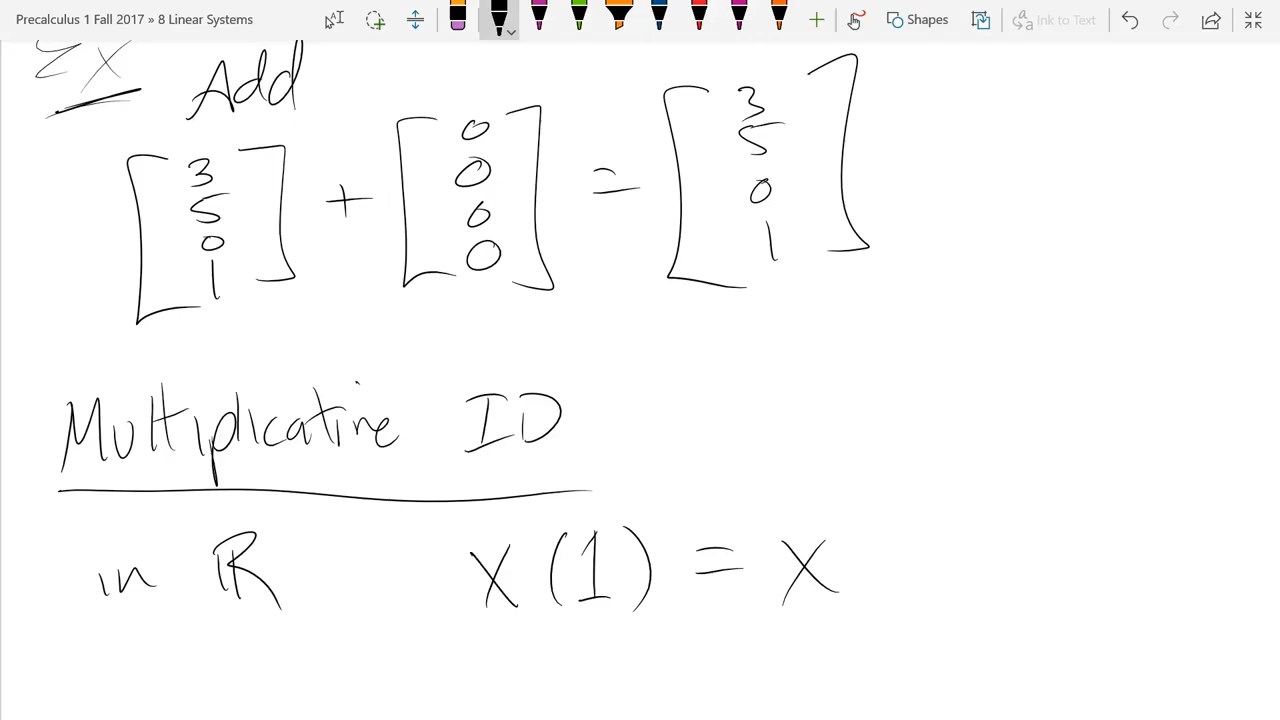 Precalculus 1 Fall 2017 » 8 Linear Systems Shapes Ink to Text
Ex Add
[3 5 0 1] + [0 0 0 0] = [3 5 0 1]
Multiplicative ID
in ℝ X(1) = X